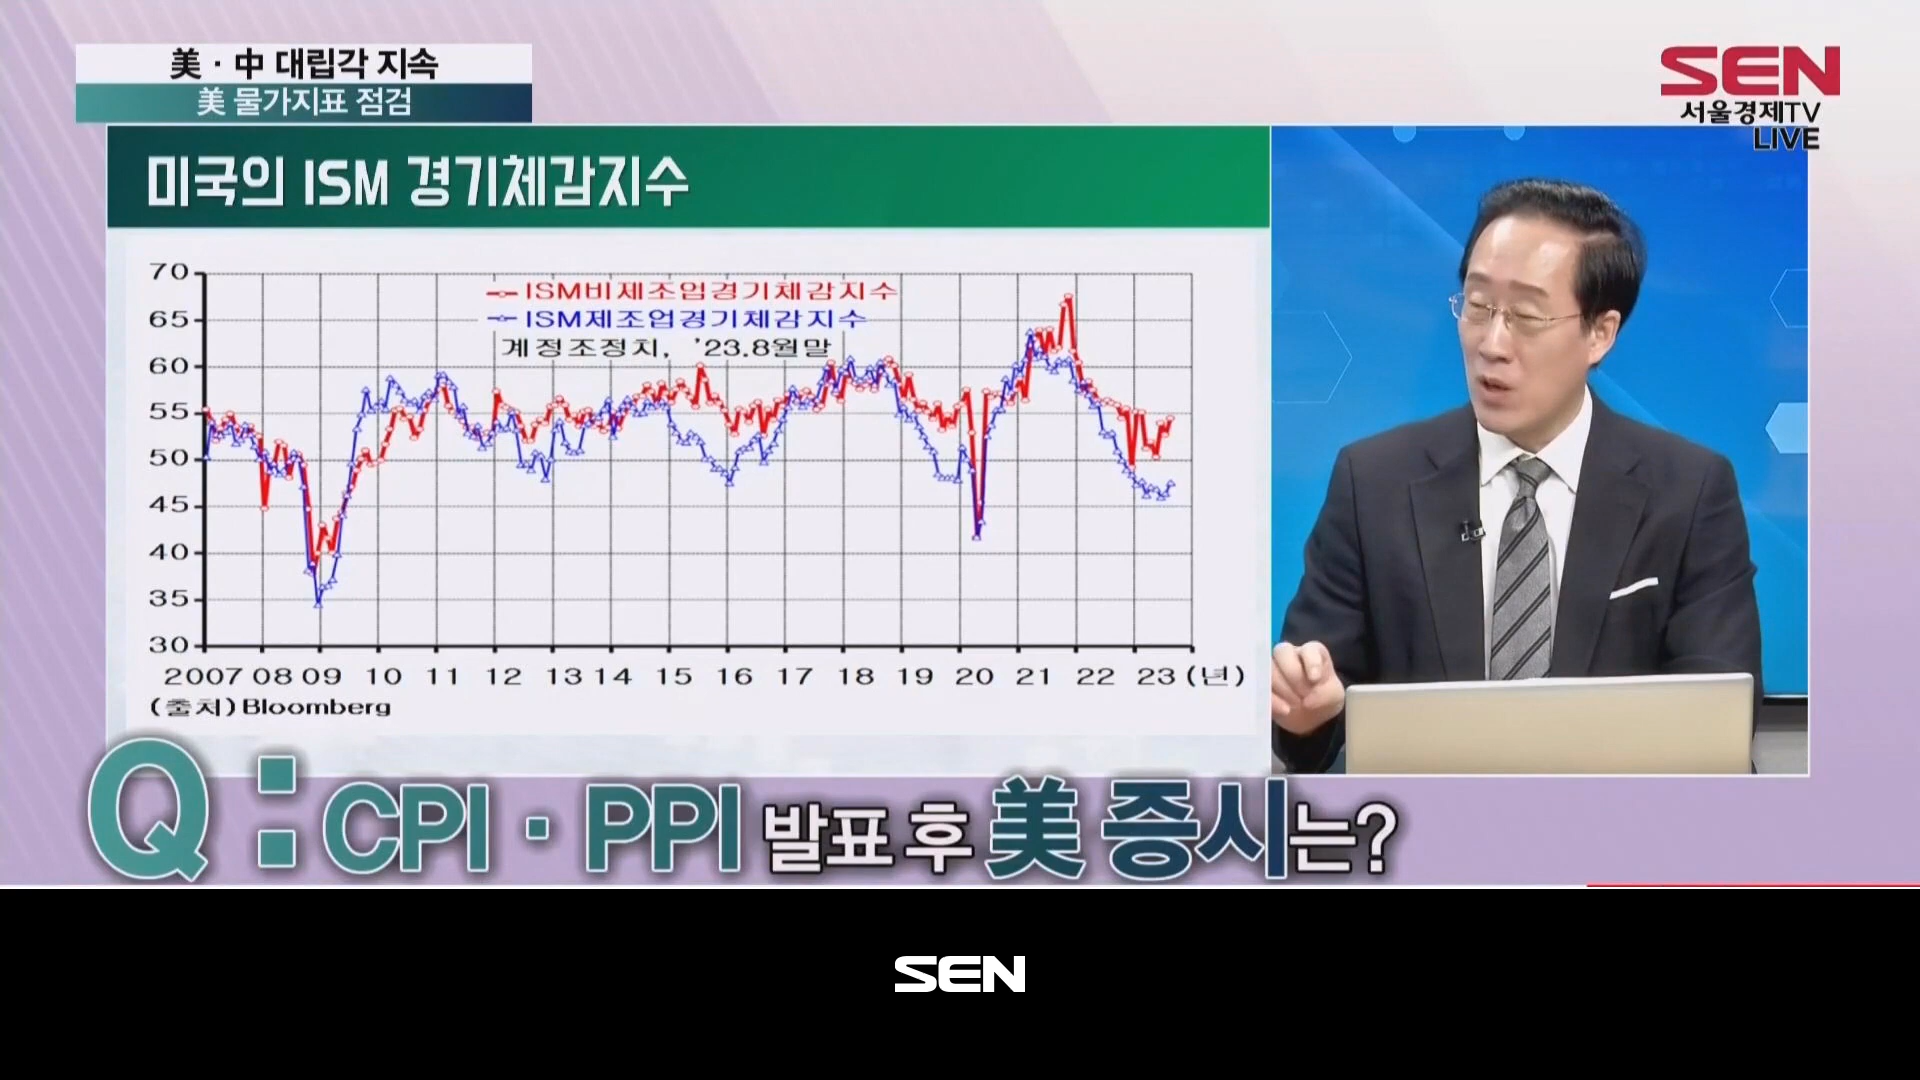 美·中 대립각 지속
美 물가지표 점검
SEN
서울경제TV
LIVE
미국의 ISM 경기체감지수
ISM비제조업경기체감지수
ISM제조업경기체감지수
계정조정치, '23.8월말
70
65
60
55
50
45
40
35
30
2007 08 09 10 11 12 13 14 15 16 17 18 19 20 21 22 23 (년)
(출처)Bloomberg
Q : CPI · PPI 발표 후 美 증시는?
SEN